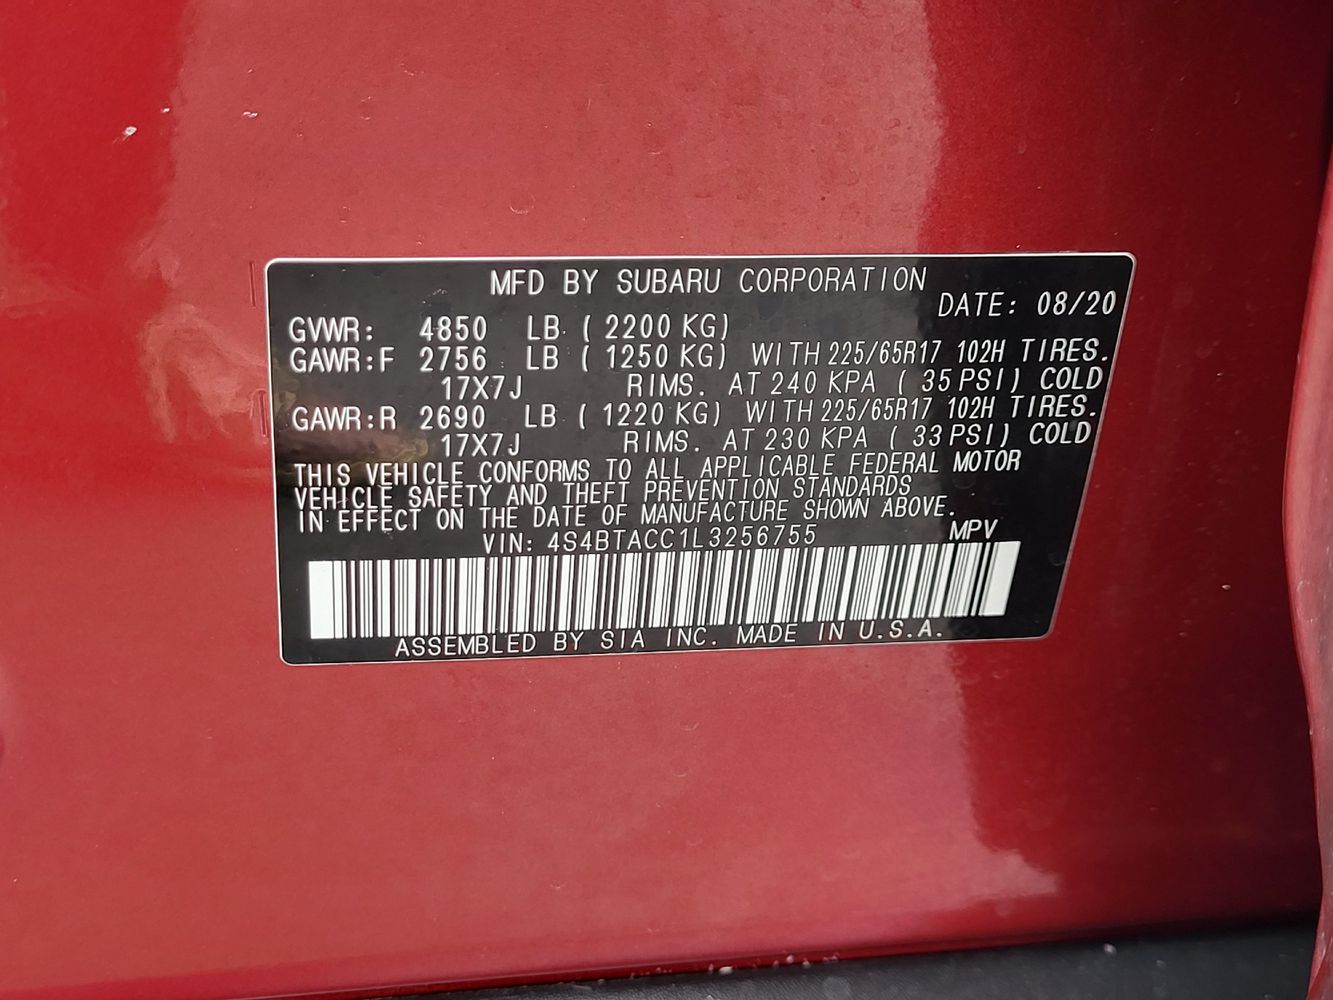 MFD BY SUBARU CORPORATION
DATE: 08/20
GVWR: 4850 LB ( 2200 KG)
GAWR:F 2756 LB ( 1250 KG) WITH 225/65R17 102H TIRES.
17X7J RIMS. AT 240 KPA ( 35 PSI) COLD
GAWR:R 2690 LB ( 1220 KG) WITH 225/65R17 102H TIRES.
17X7J RIMS. AT 230 KPA ( 33 PSI) COLD
THIS VEHICLE CONFORMS TO ALL APPLICABLE FEDERAL MOTOR
VEHICLE SAFETY AND THEFT PREVENTION STANDARDS
IN EFFECT ON THE DATE OF MANUFACTURE SHOWN ABOVE.
VIN: 4S4BTACC1L3256755 MPV
ASSEMBLED BY SIA INC. MADE IN U.S.A.